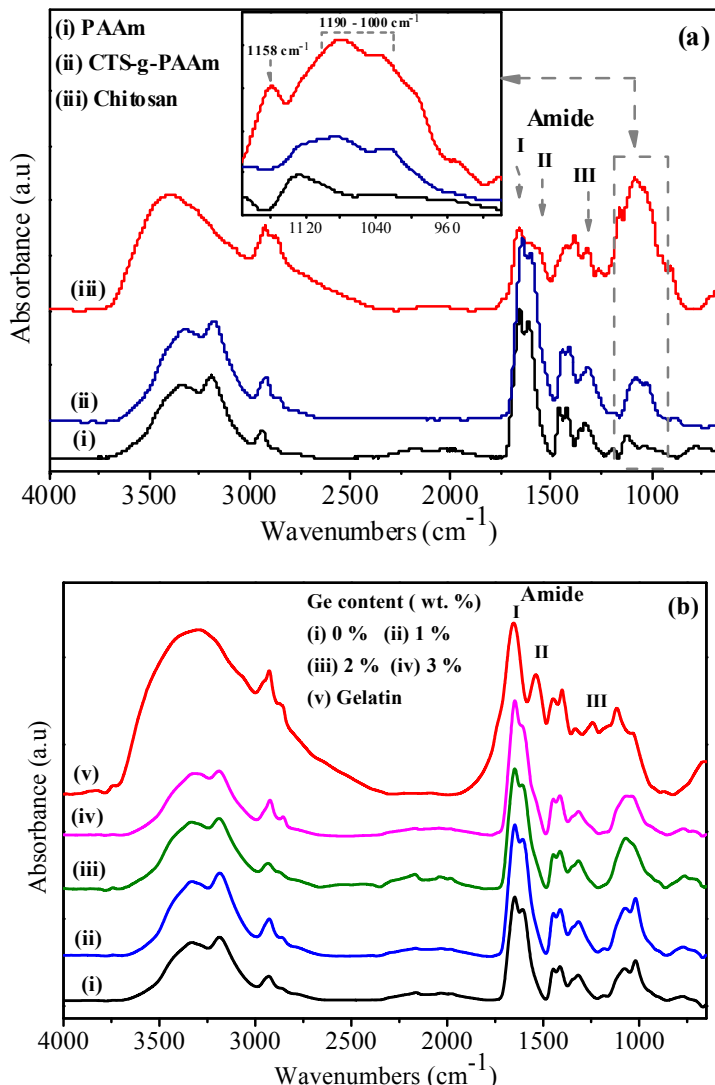 (i) PAAm
(ii) CTS-g-PAAm
(iii) Chitosan
1158 cm-1
1190 - 1000 cm-1
1120 1040 960
(a)
Amide
I
II
III
(iii)
(ii)
(i)
Absorbance (a.u)
4000 3500 3000 2500 2000 1500 1000
Wavenumbers (cm-1)
Ge content ( wt. %)
(i) 0 % (ii) 1 %
(iii) 2 % (iv) 3 %
(v) Gelatin
Amide
(b)
I
II
III
(v)
(iv)
(iii)
(ii)
(i)
Absorbance (a.u)
4000 3500 3000 2500 2000 1500 1000
Wavenumbers (cm-1)